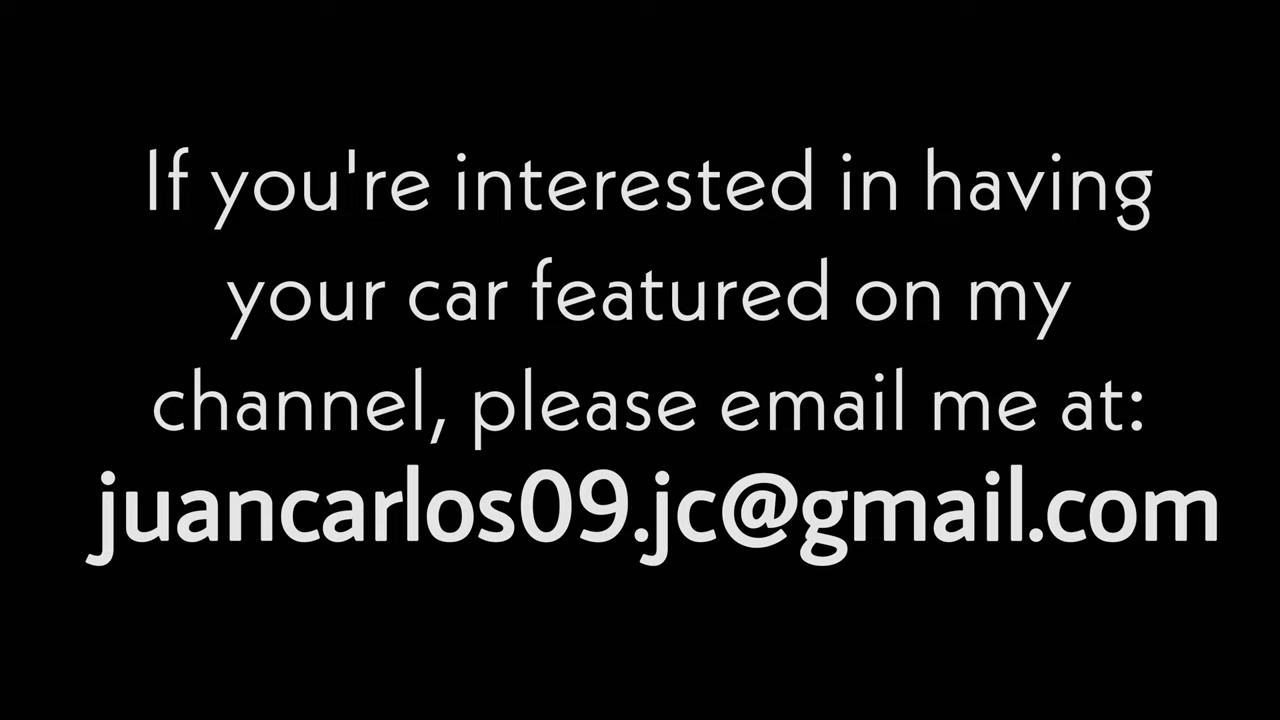 If you're interested in having
your car featured on my
channel, please email me at:
juancarlos09.jc@gmail.com